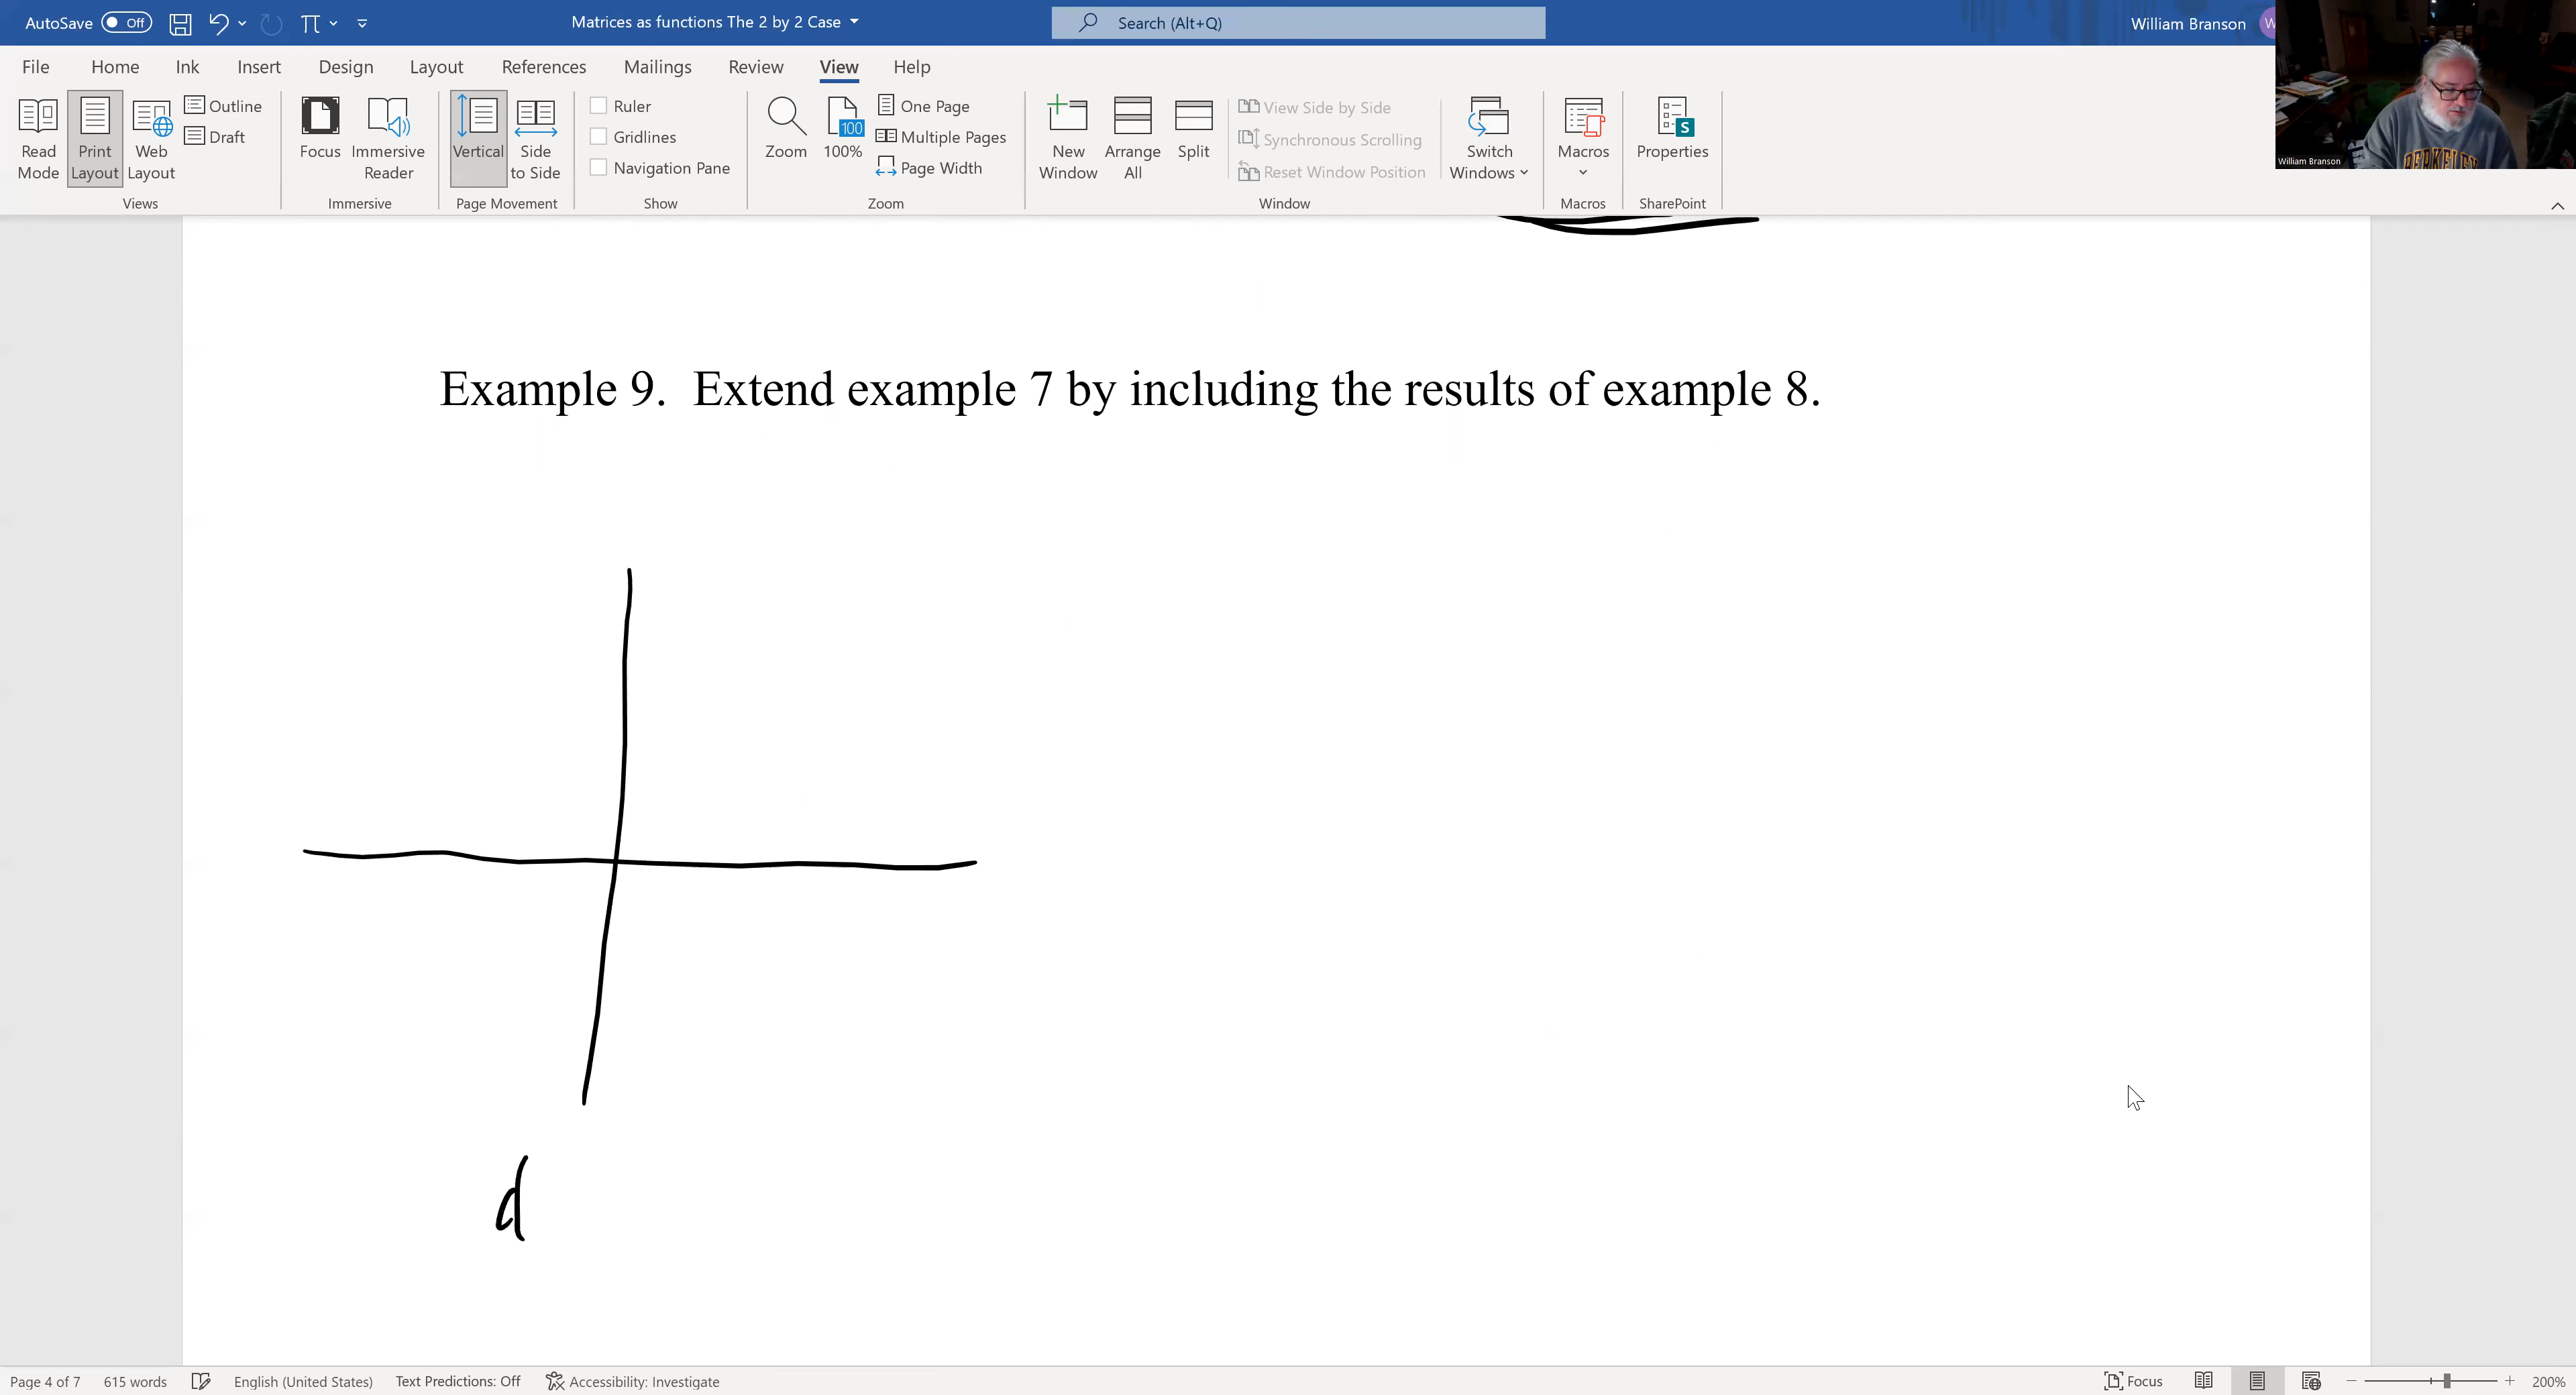 AutoSave Off Matrices as functions The 2 by 2 Case Search (Alt+Q) William Branson
File Home Ink Insert Design Layout References Mailings Review View Help
Read Mode Print Layout Web Layout Outline Draft Focus Immersive Reader Vertical Side to Side Ruler Gridlines Navigation Pane Zoom 100 100% One Page Multiple Pages Page Width New Window Arrange All Split View Side by Side Synchronous Scrolling Reset Window Position Switch Windows Macros S Properties
William Branson
Views Immersive Page Movement Show Zoom Window Macros SharePoint
Example 9. Extend example 7 by including the results of example 8.
d
Page 4 of 7 615 words English (United States) Text Predictions: Off Accessibility: Investigate Focus 200%